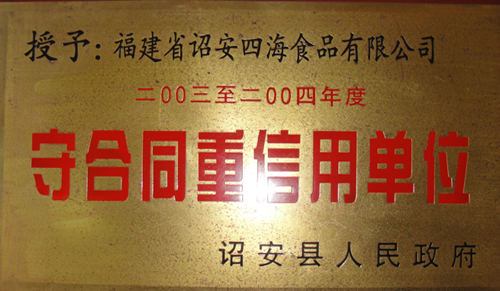 授予：福建省诏安四海食品有限公司
二00三至二00四年度
守合同重信用单位
诏安县人民政府